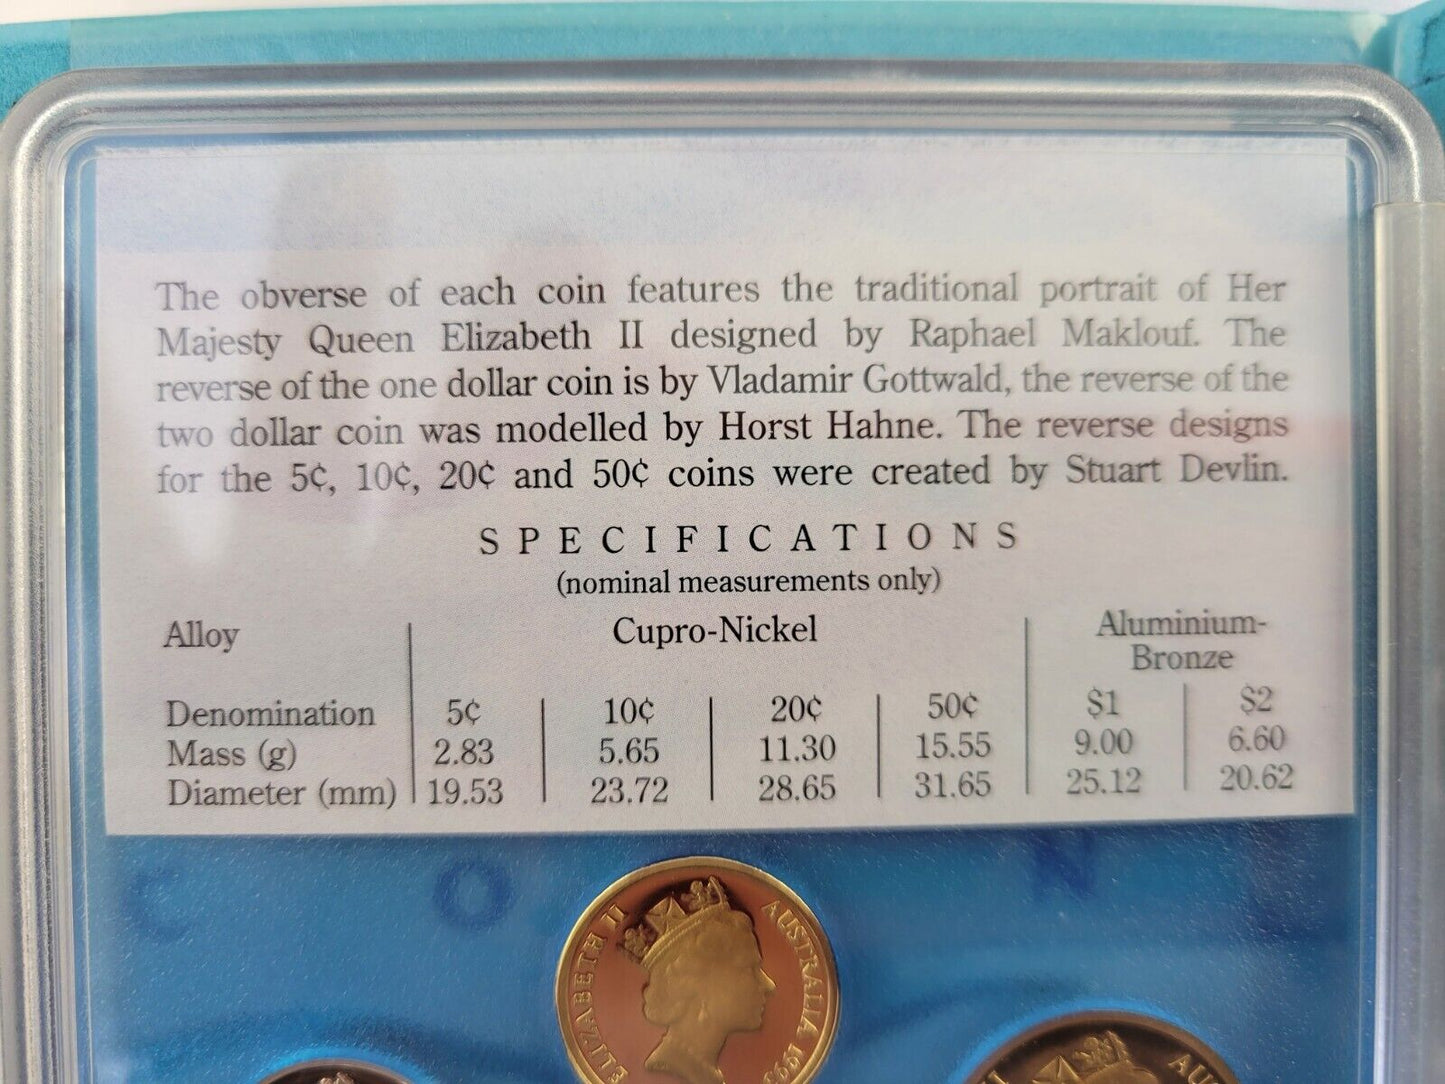 The obverse of each coin features the traditional portrait of Her
Majesty Queen Elizabeth II designed by Raphael Maklouf. The
reverse of the one dollar coin is by Vladamir Gottwald, the reverse of the
two dollar coin was modelled by Horst Hahne. The reverse designs
for the 5¢, 10¢, 20¢ and 50¢ coins were created by Stuart Devlin.
SPECIFICATIONS
(nominal measurements only)
Alloy Cupro-Nickel Aluminium-
Bronze
Denomination 5¢ 10¢ 20¢ 50¢ $1 $2
Mass (g) 2.83 5.65 11.30 15.55 9.00 6.60
Diameter (mm) 19.53 23.72 28.65 31.65 25.12 20.62
C O I N
ELIZABETH II AUSTRALIA 1993
II AU